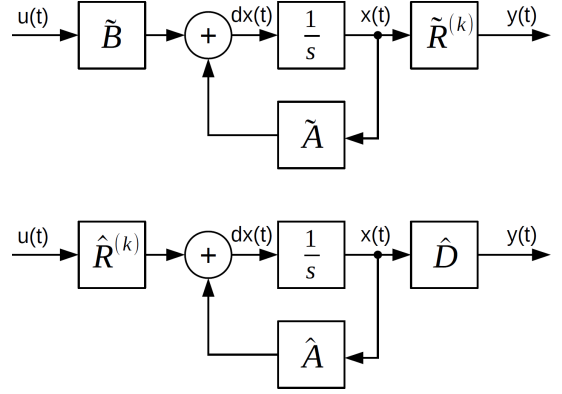 u(t) B̃ + dx(t) 1/s x(t) R̃^(k) y(t)
Ã
u(t) R̂^(k) + dx(t) 1/s x(t) D̂ y(t)
Â